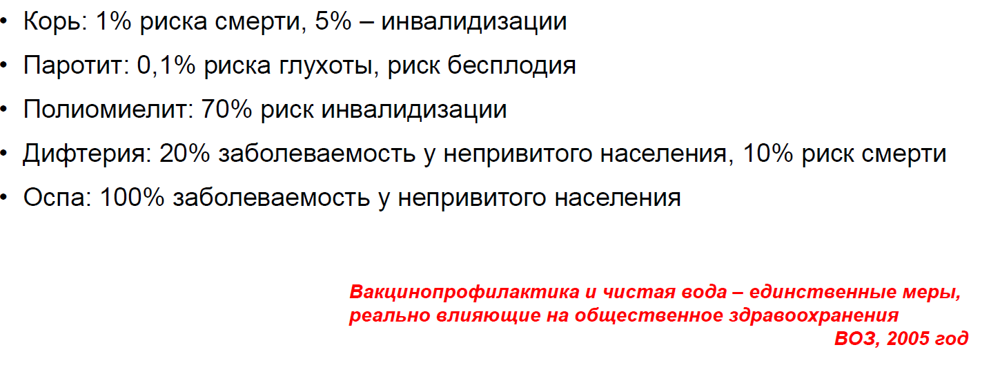 • Корь: 1% риска смерти, 5% – инвалидизации
• Паротит: 0,1% риска глухоты, риск бесплодия
• Полиомиелит: 70% риск инвалидизации
• Дифтерия: 20% заболеваемость у непривитого населения, 10% риск смерти
• Оспа: 100% заболеваемость у непривитого населения
Вакцинопрофилактика и чистая вода – единственные меры,
реально влияющие на общественное здравоохранения
ВОЗ, 2005 год